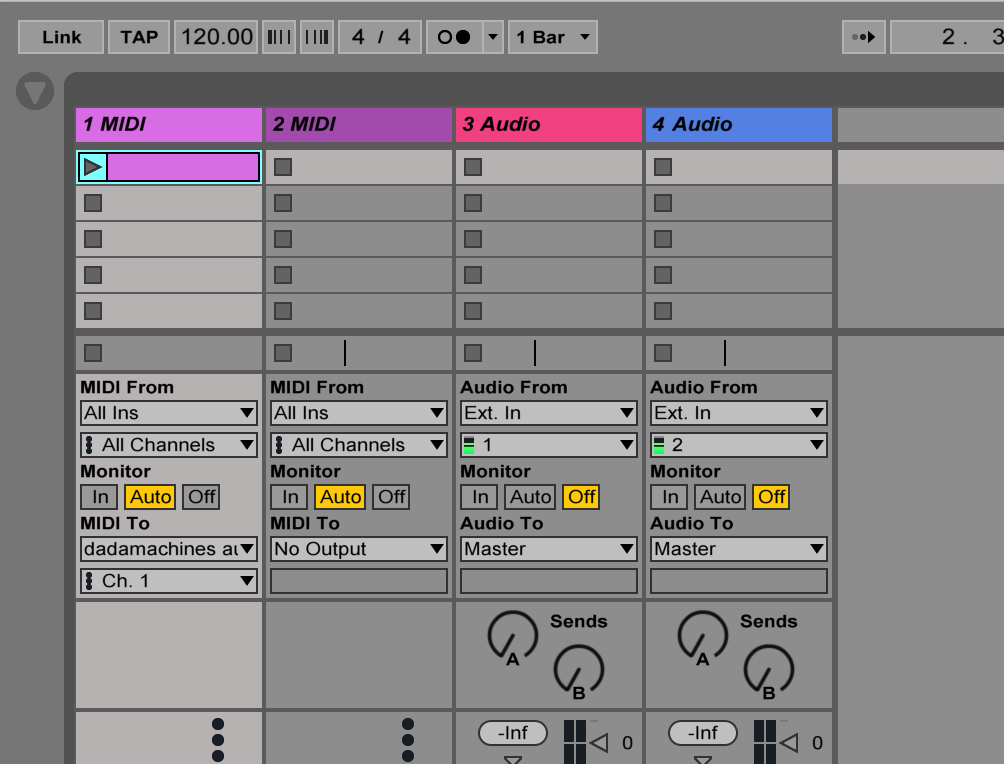 Link TAP 120.00 4 / 4 1 Bar 2. 3
1 MIDI 2 MIDI 3 Audio 4 Audio
MIDI From MIDI From Audio From Audio From
All Ins All Ins Ext. In Ext. In
All Channels All Channels 1 2
Monitor Monitor Monitor Monitor
In Auto Off In Auto Off In Auto Off In Auto Off
MIDI To MIDI To Audio To Audio To
dadamachines au No Output Master Master
Ch. 1
Sends Sends
A A
B B
-Inf 0 -Inf 0